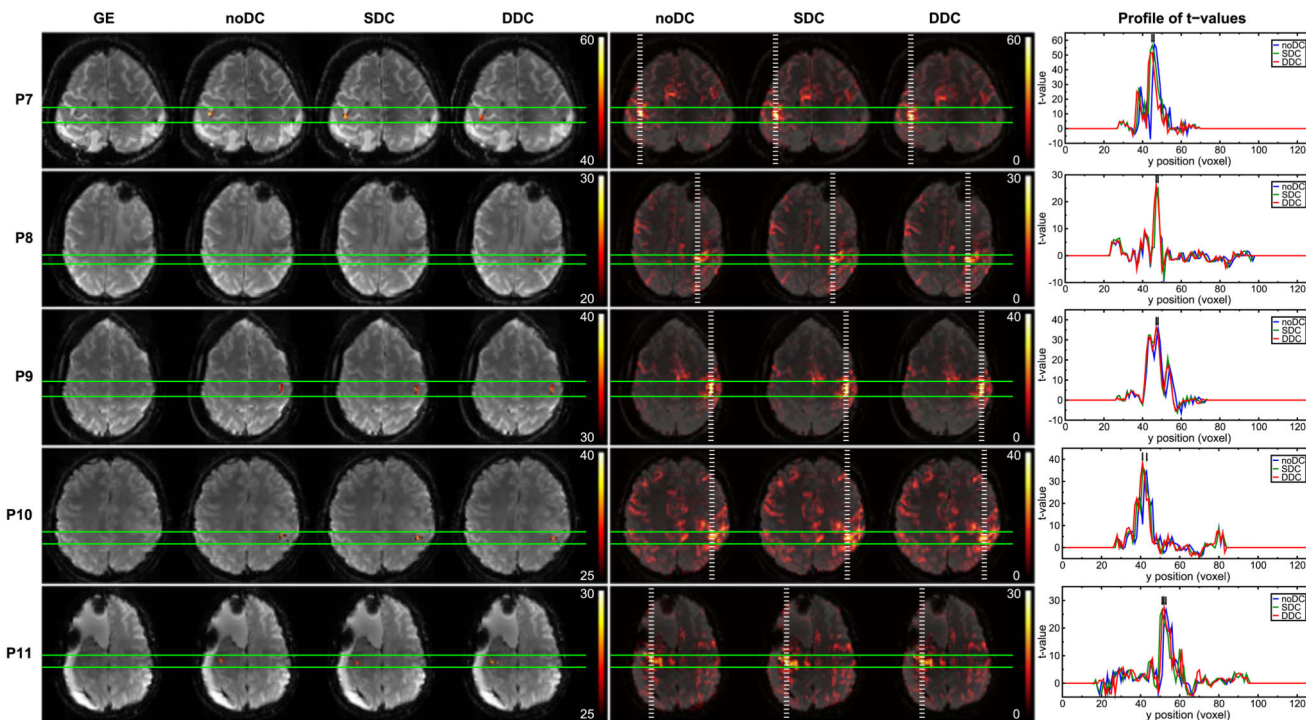 GE noDC SDC DDC noDC SDC DDC Profile of t−values
P7
60
40
60
0
t-value
60
50
40
30
20
10
0
-10
0 20 40 60 80 100 120
y position (voxel)
noDC
SDC
DDC
P8
30
20
30
0
t-value
30
20
10
0
-10
0 20 40 60 80 100 120
y position (voxel)
noDC
SDC
DDC
P9
40
30
40
0
t-value
40
30
20
10
0
-10
0 20 40 60 80 100 120
y position (voxel)
noDC
SDC
DDC
P10
40
25
40
0
t-value
40
30
20
10
0
0 20 40 60 80 100 120
y position (voxel)
noDC
SDC
DDC
P11
30
25
30
0
t-value
30
20
10
0
0 20 40 60 80 100 120
y position (voxel)
noDC
SDC
DDC